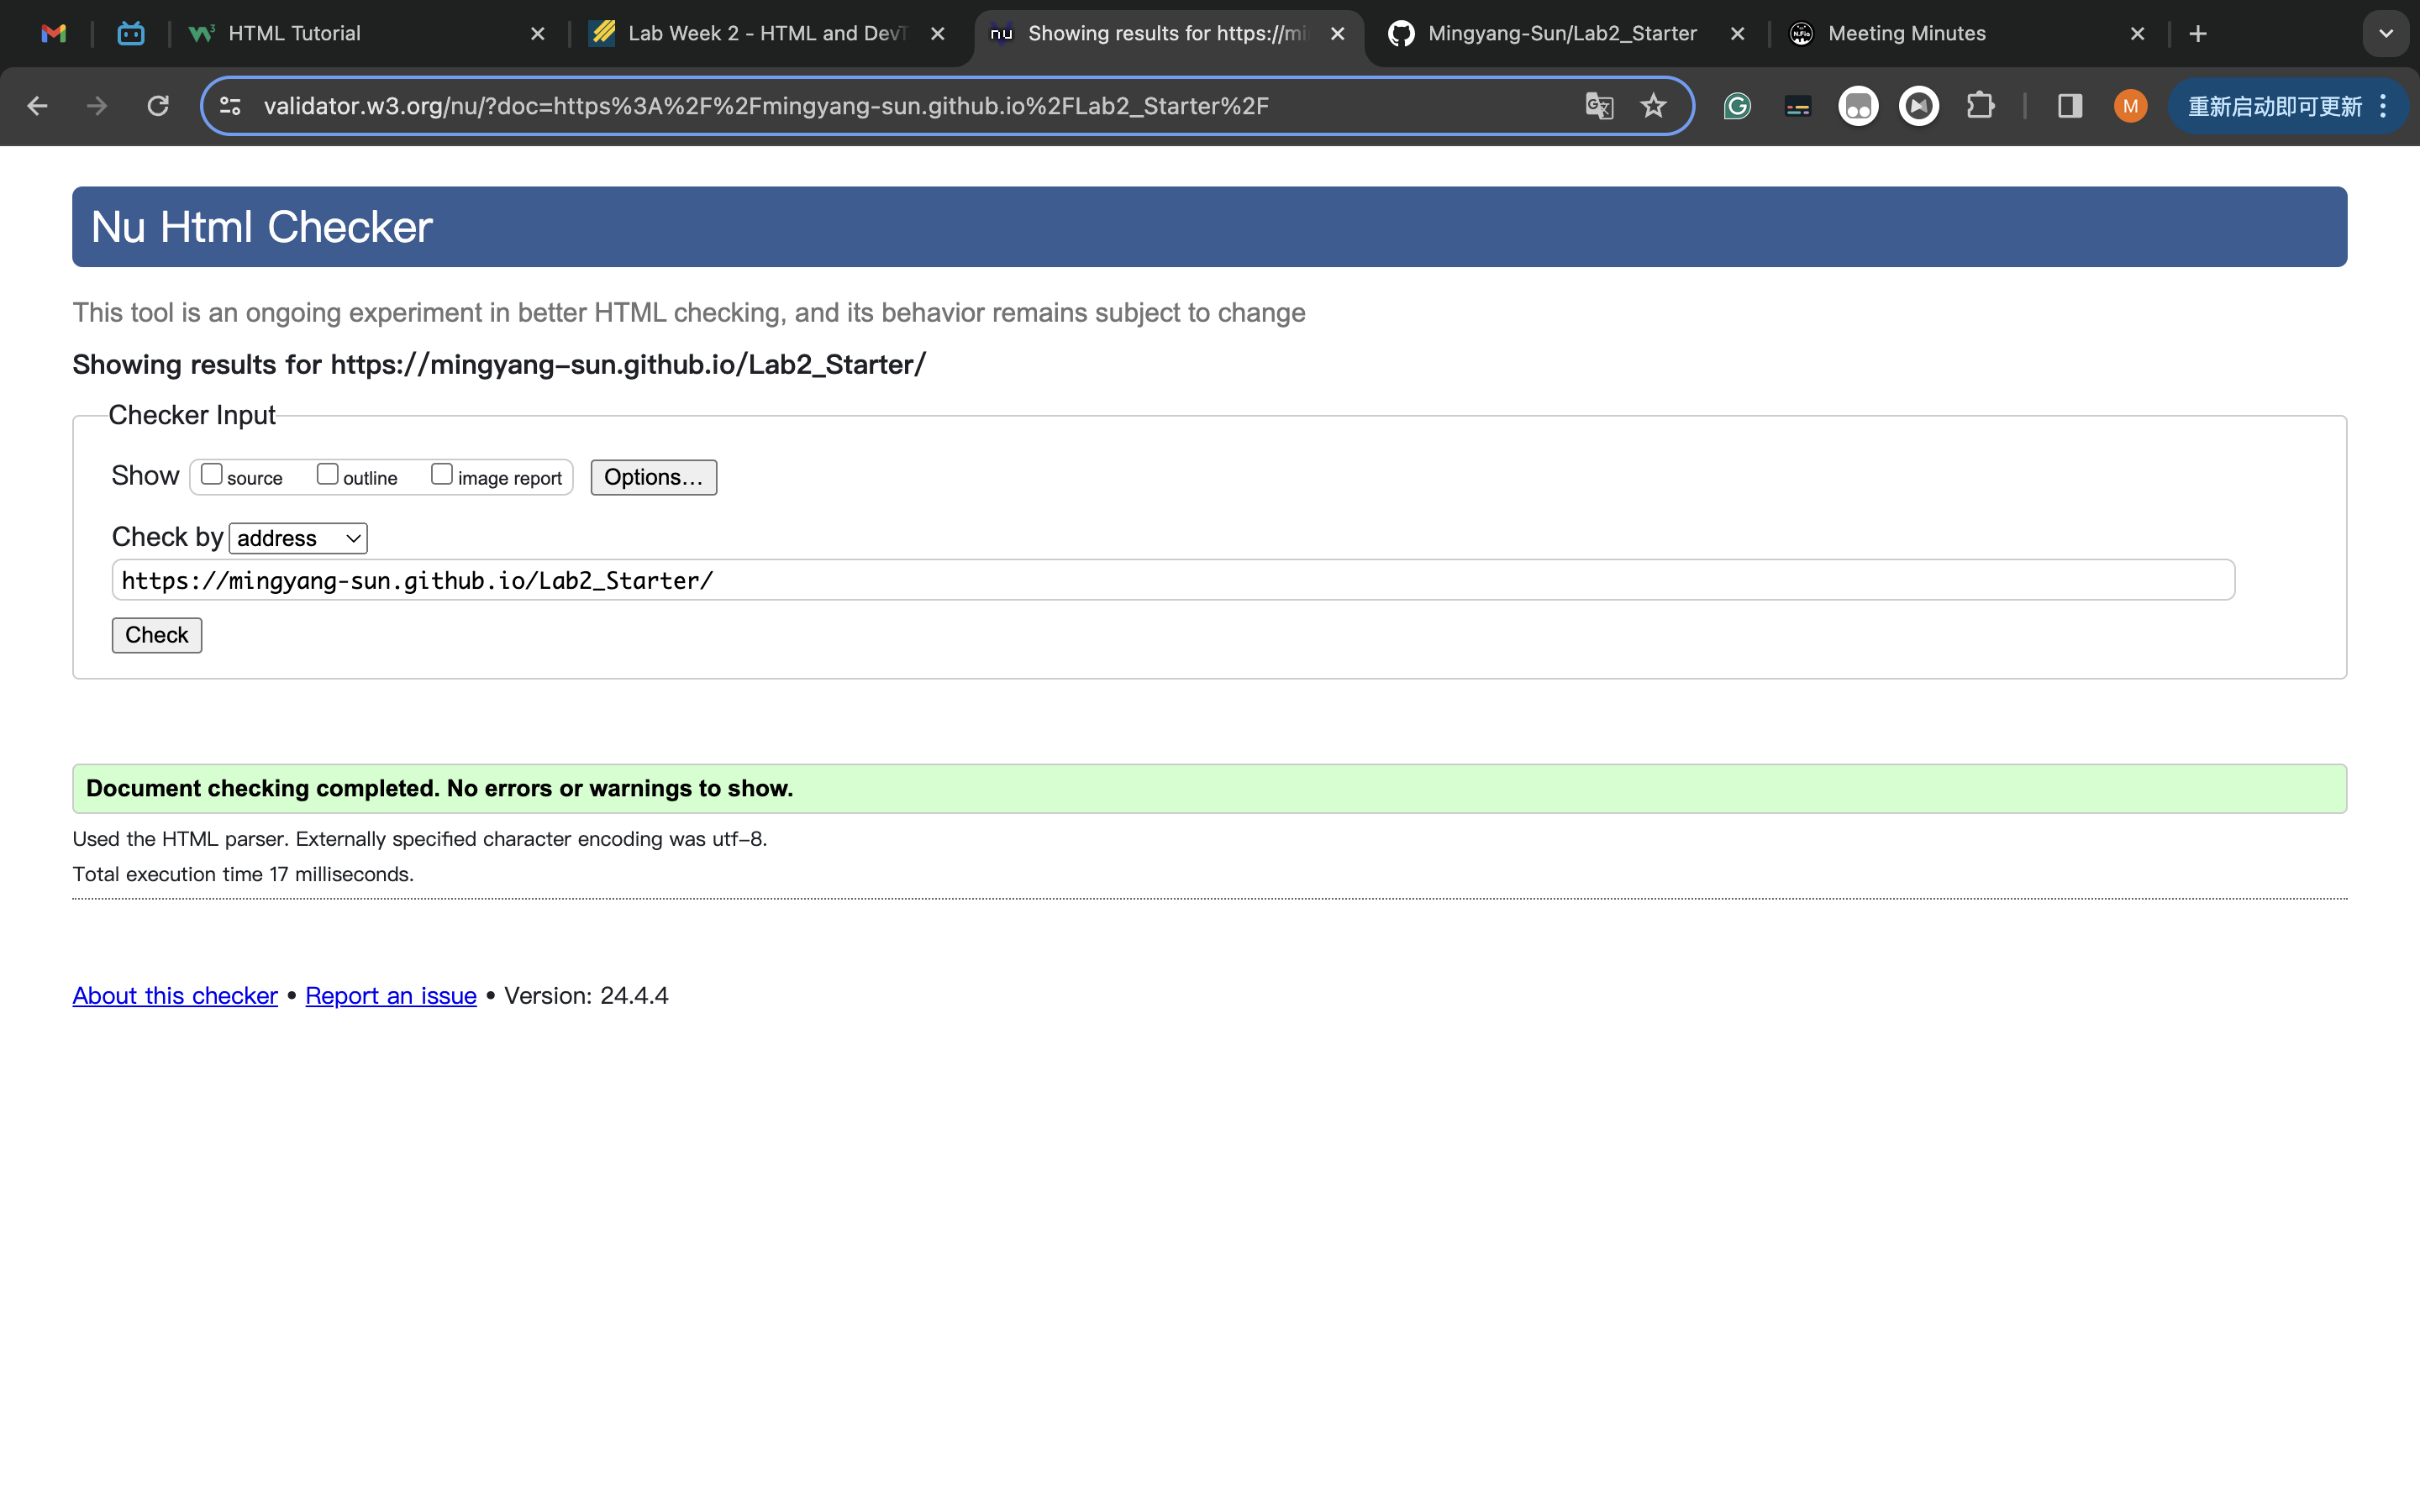 HTML Tutorial
Lab Week 2 - HTML and DevT
nu Showing results for https://mi
Mingyang-Sun/Lab2_Starter
Meeting Minutes
validator.w3.org/nu/?doc=https%3A%2F%2Fmingyang-sun.github.io%2FLab2_Starter%2F
M
重新启动即可更新
Nu Html Checker
This tool is an ongoing experiment in better HTML checking, and its behavior remains subject to change
Showing results for https://mingyang-sun.github.io/Lab2_Starter/
Checker Input
Show source outline image report Options...
Check by address
https://mingyang-sun.github.io/Lab2_Starter/
Check
Document checking completed. No errors or warnings to show.
Used the HTML parser. Externally specified character encoding was utf-8.
Total execution time 17 milliseconds.
About this checker • Report an issue • Version: 24.4.4